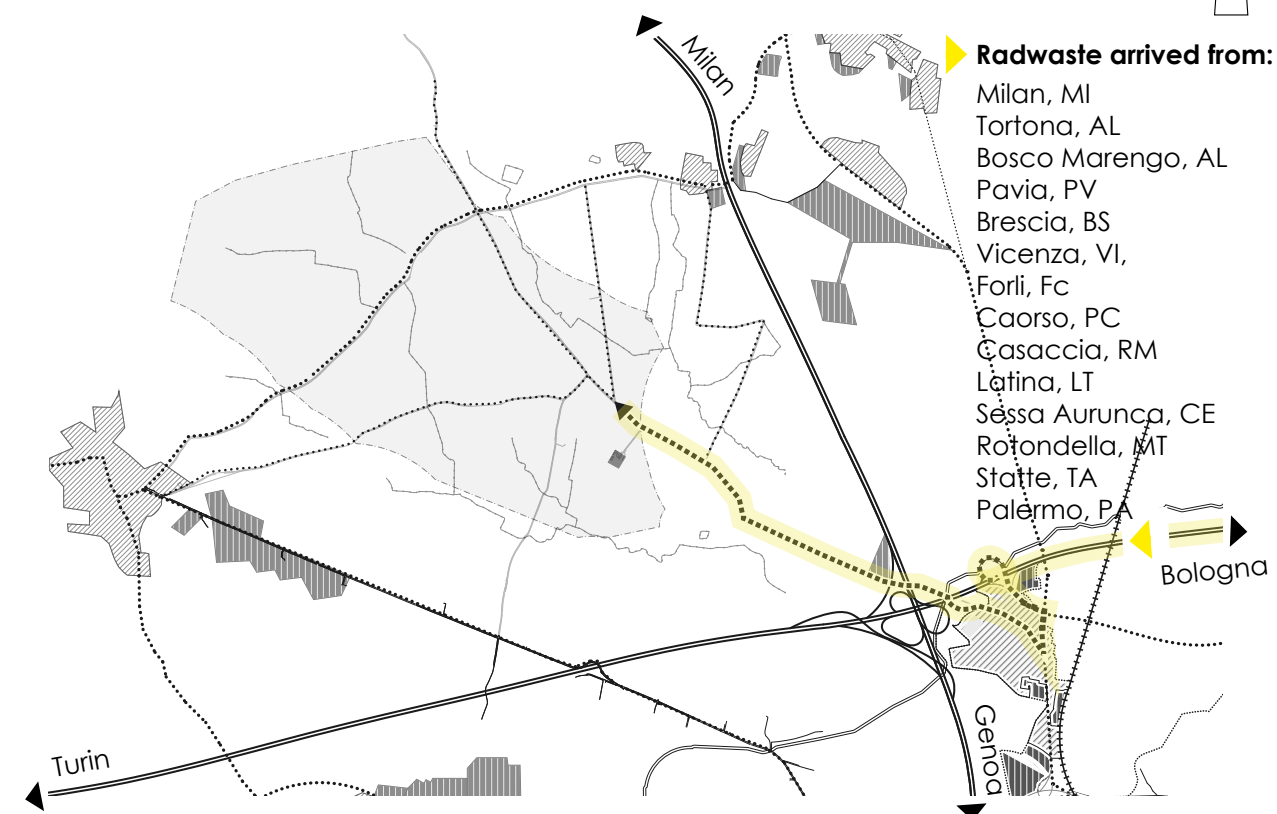 Milan
Radwaste arrived from:
Milan, MI
Tortona, AL
Bosco Marengo, AL
Pavia, PV
Brescia, BS
Vicenza, VI,
Forli, Fc
Caorso, PC
Casaccia, RM
Latina, LT
Sessa Aurunca, CE
Rotondella, MT
Statte, TA
Palermo, PA
Bologna
Genoa
Turin